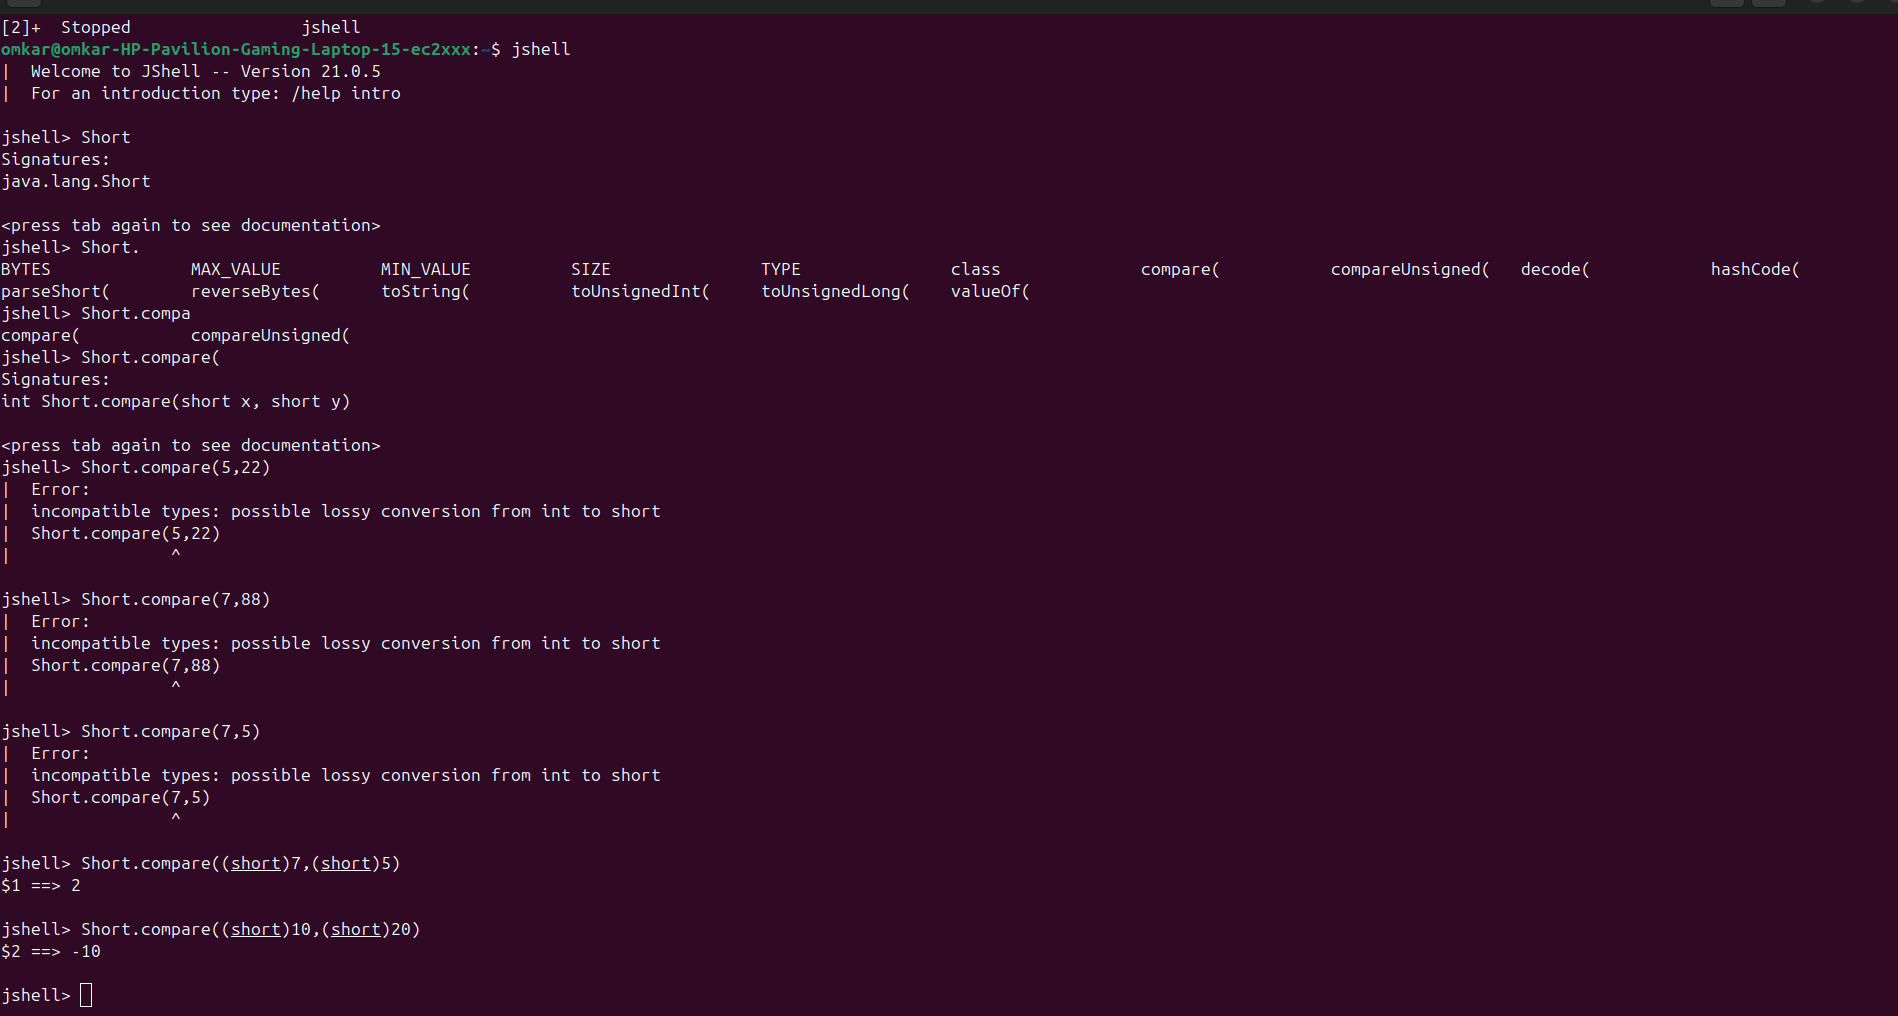 [2]+  Stopped                 jshell
omkar@omkar-HP-Pavilion-Gaming-Laptop-15-ec2xxx:~$ jshell
|  Welcome to JShell -- Version 21.0.5
|  For an introduction type: /help intro
jshell> Short
Signatures:
java.lang.Short
<press tab again to see documentation>
jshell> Short.
BYTES              MAX_VALUE          MIN_VALUE          SIZE               TYPE               class              compare(           compareUnsigned(   decode(            hashCode(
parseShort(        reverseBytes(      toString(          toUnsignedInt(     toUnsignedLong(    valueOf(
jshell> Short.compa
compare(           compareUnsigned(
jshell> Short.compare(
Signatures:
int Short.compare(short x, short y)
<press tab again to see documentation>
jshell> Short.compare(5,22)
|  Error:
|  incompatible types: possible lossy conversion from int to short
|  Short.compare(5,22)
|                ^
jshell> Short.compare(7,88)
|  Error:
|  incompatible types: possible lossy conversion from int to short
|  Short.compare(7,88)
|                ^
jshell> Short.compare(7,5)
|  Error:
|  incompatible types: possible lossy conversion from int to short
|  Short.compare(7,5)
|                ^
jshell> Short.compare((short)7,(short)5)
$1 ==> 2
jshell> Short.compare((short)10,(short)20)
$2 ==> -10
jshell>